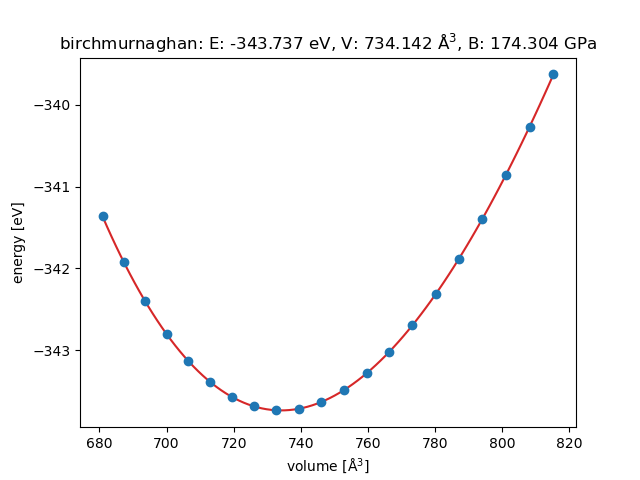 birchmurnaghan: E: -343.737 eV, V: 734.142 Å³, B: 174.304 GPa
−340
−341
−342
−343
energy [eV]
680 700 720 740 760 780 800 820
volume [Å³]